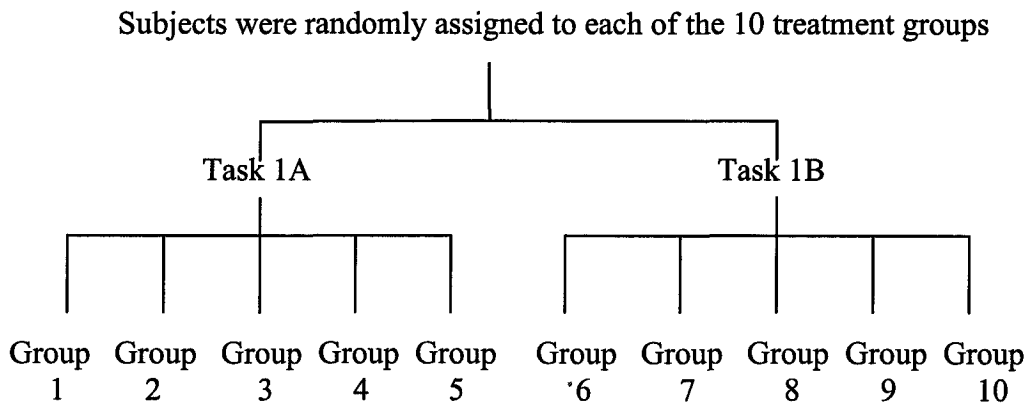 Subjects were randomly assigned to each of the 10 treatment groups
Task 1A Task 1B
Group Group Group Group Group Group Group Group Group Group
1 2 3 4 5 6 7 8 9 10